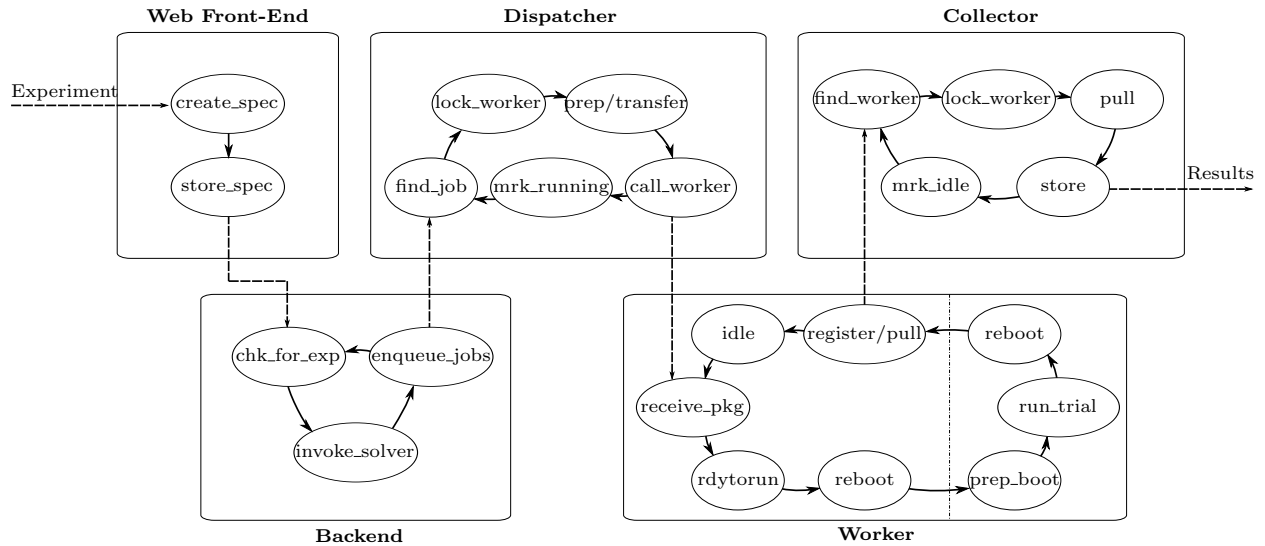 Web Front-End
Dispatcher
Collector
Experiment
create_spec
store_spec
lock_worker
prep/transfer
find_job
mrk_running
call_worker
find_worker
lock_worker
pull
mrk_idle
store
Results
chk_for_exp
enqueue_jobs
invoke_solver
Backend
idle
register/pull
reboot
receive_pkg
run_trial
rdytorun
reboot
prep_boot
Worker